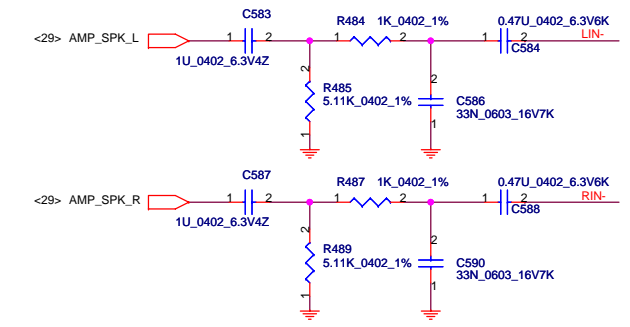 C583
R484 1K_0402_1% 0.47U_0402_6.3V6K
<29> AMP_SPK_L 1 2 1 2 1 2 LIN-
C584
1U_0402_6.3V4Z
2 R485 2 C586
5.11K_0402_1% 33N_0603_16V7K
1 1
C587
R487 1K_0402_1% 0.47U_0402_6.3V6K
<29> AMP_SPK_R 1 2 1 2 1 2 RIN-
C588
1U_0402_6.3V4Z
2 R489 2 C590
5.11K_0402_1% 33N_0603_16V7K
1 1